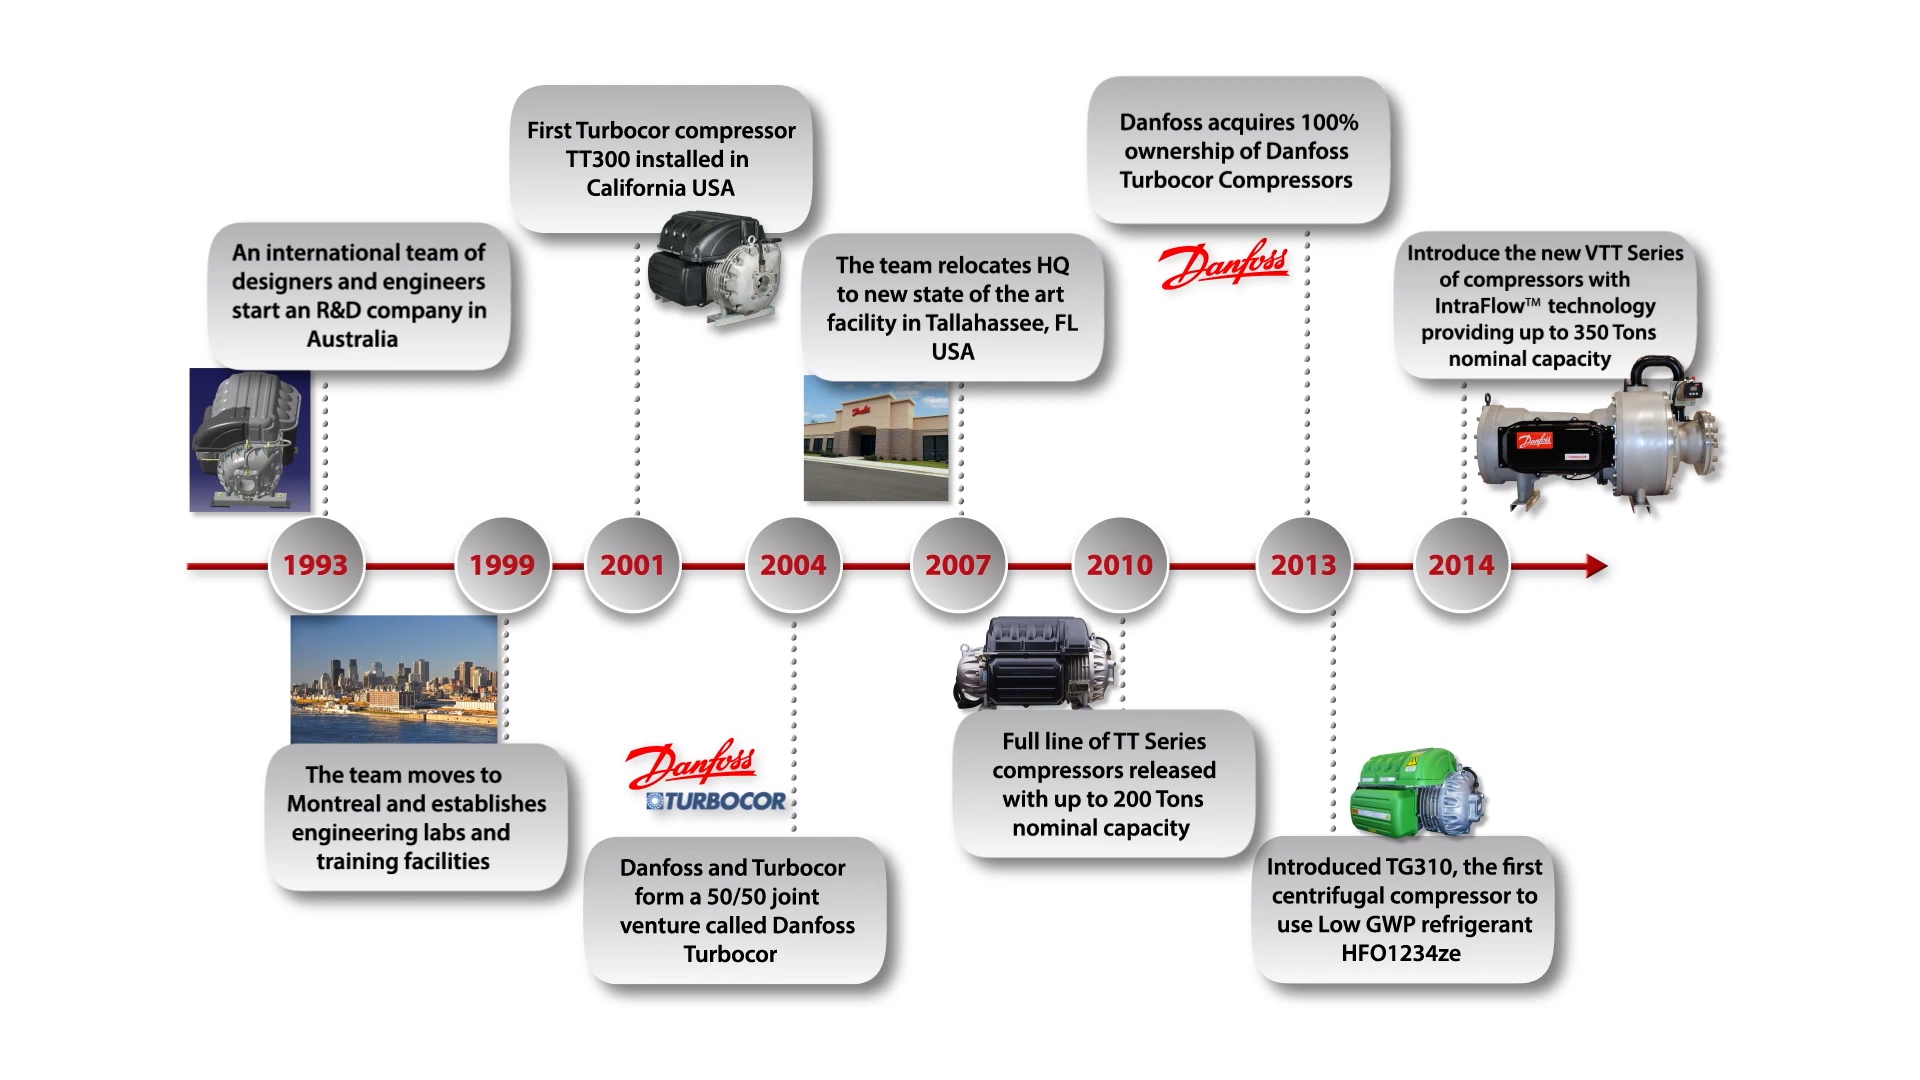 First Turbocor compressor
TT300 installed in
California USA
Danfoss acquires 100%
ownership of Danfoss
Turbocor Compressors
An international team of
designers and engineers
start an R&D company in
Australia
The team relocates HQ
to new state of the art
facility in Tallahassee, FL
USA
Danfoss
Introduce the new VTT Series
of compressors with
IntraFlow™ technology
providing up to 350 Tons
nominal capacity
Danfoss
Danfoss
1993
1999
2001
2004
2007
2010
2013
2014
The team moves to
Montreal and establishes
engineering labs and
training facilities
Danfoss
TURBOCOR
Danfoss and Turbocor
form a 50/50 joint
venture called Danfoss
Turbocor
Full line of TT Series
compressors released
with up to 200 Tons
nominal capacity
Introduced TG310, the first
centrifugal compressor to
use Low GWP refrigerant
HFO1234ze